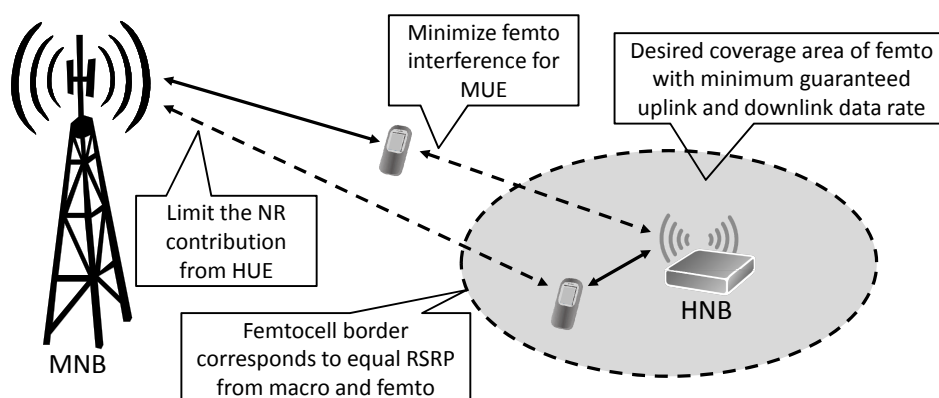 Minimize femto
interference for
MUE
Desired coverage area of femto
with minimum guaranteed
uplink and downlink data rate
Limit the NR
contribution
from HUE
MNB
HNB
Femtocell border
corresponds to equal RSRP
from macro and femto